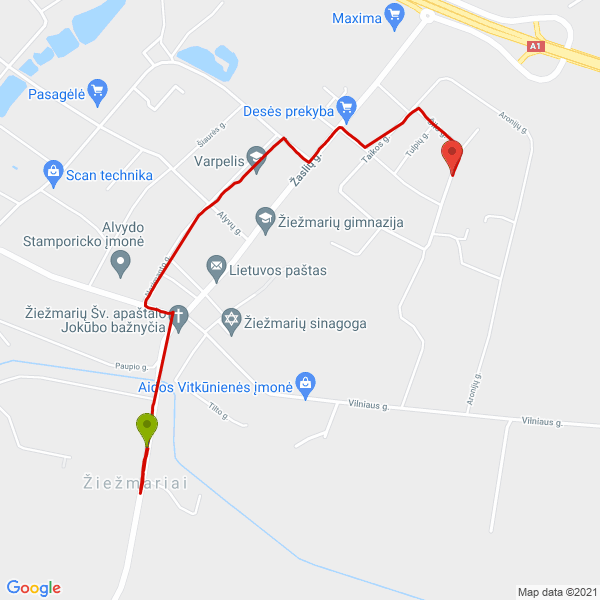 Maxima
A1
Pasagėlė
Desės prekyba
Aronijų g.
Šiaurės g.
Tulpių g.
Taikos g.
Varpelis
Žaslių g.
Scan technika
Alyvų g.
Žiežmarių gimnazija
Alvydo
Stamporicko įmonė
Lietuvos paštas
Žiežmarių Šv. apaštalo
Jokūbo bažnyčia
Žiežmarių sinagoga
Paupio g.
Aidos Vitkūnienės įmonė
Aronijų g.
Tilto g.
Vilniaus g.
Vilniaus g.
Žiežmariai
Google
Map data ©2021